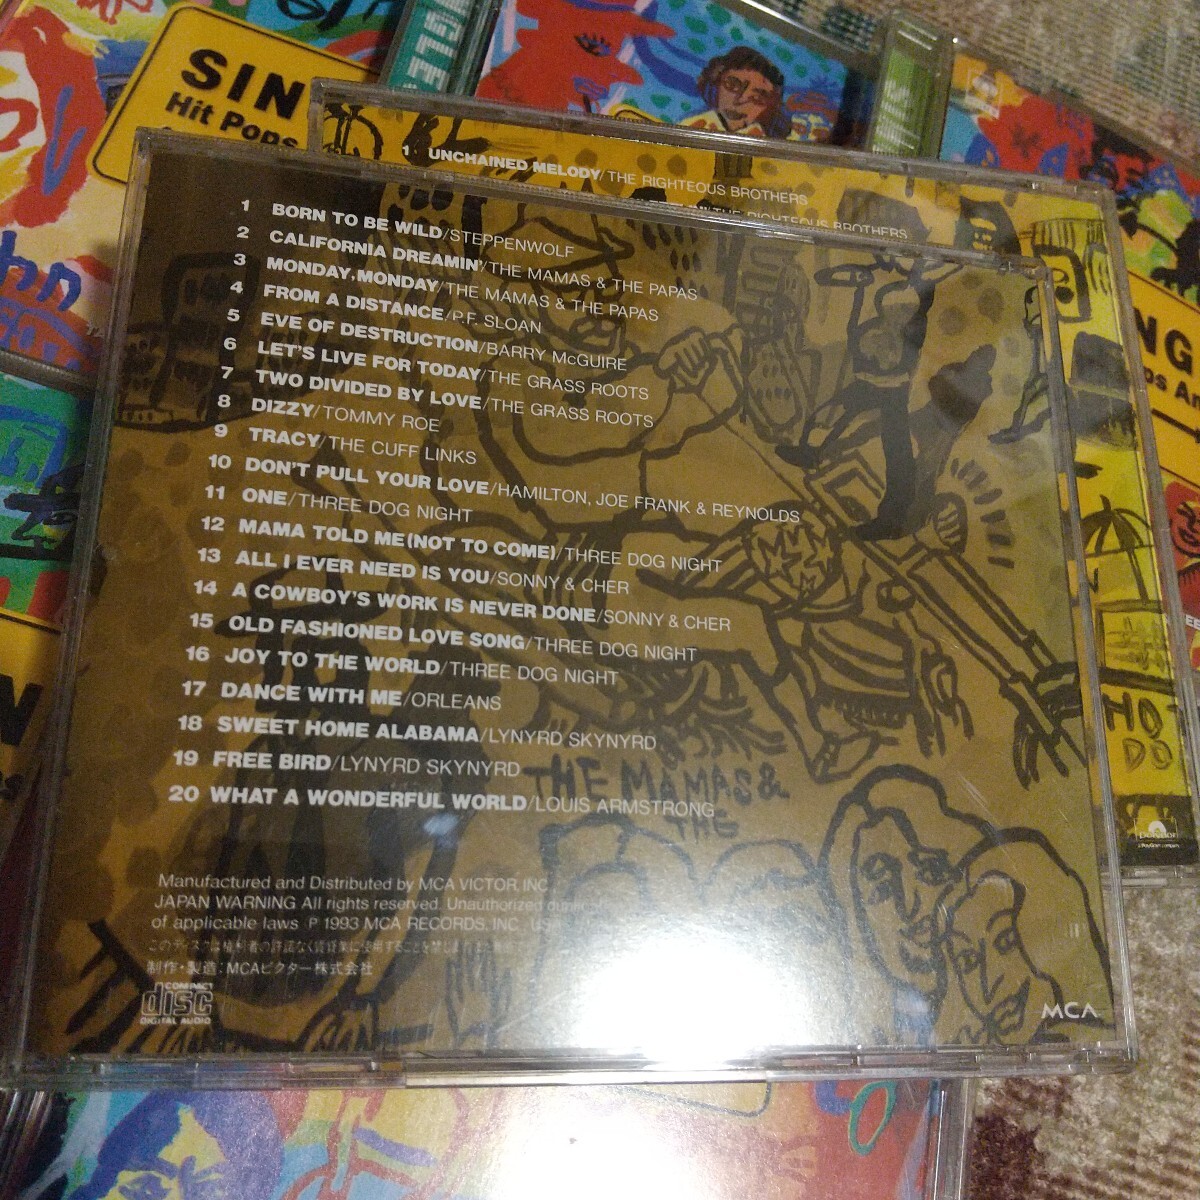 SIN
Hit Pops
1 UNCHAINED MELODY/THE RIGHTEOUS BROTHERS
THE RIGHTEOUS BROTHERS
1 BORN TO BE WILD/STEPPENWOLF
2 CALIFORNIA DREAMIN'/THE MAMAS & THE PAPAS
3 MONDAY, MONDAY/THE MAMAS & THE PAPAS
4 FROM A DISTANCE/P.F. SLOAN
5 EVE OF DESTRUCTION/BARRY McGUIRE
6 LET'S LIVE FOR TODAY/THE GRASS ROOTS
7 TWO DIVIDED BY LOVE/THE GRASS ROOTS
8 DIZZY/TOMMY ROE
9 TRACY/THE CUFF LINKS
10 DON'T PULL YOUR LOVE/HAMILTON, JOE FRANK & REYNOLDS
11 ONE/THREE DOG NIGHT
12 MAMA TOLD ME (NOT TO COME)/THREE DOG NIGHT
13 ALL I EVER NEED IS YOU/SONNY & CHER
14 A COWBOY'S WORK IS NEVER DONE/SONNY & CHER
15 OLD FASHIONED LOVE SONG/THREE DOG NIGHT
16 JOY TO THE WORLD/THREE DOG NIGHT
17 DANCE WITH ME/ORLEANS
18 SWEET HOME ALABAMA/LYNYRD SKYNYRD
19 FREE BIRD/LYNYRD SKYNYRD
20 WHAT A WONDERFUL WORLD/LOUIS ARMSTRONG
THE MAMAS &
THE
Manufactured and Distributed by MCA VICTOR, INC.,
JAPAN WARNING All rights reserved. Unauthorized
of applicable laws ℗ 1993 MCA RECORDS, INC.
制作・製造：MCAビクター株式会社
COMPACT
disc
DIGITAL AUDIO
MCA
NG
HO
DO
polydor